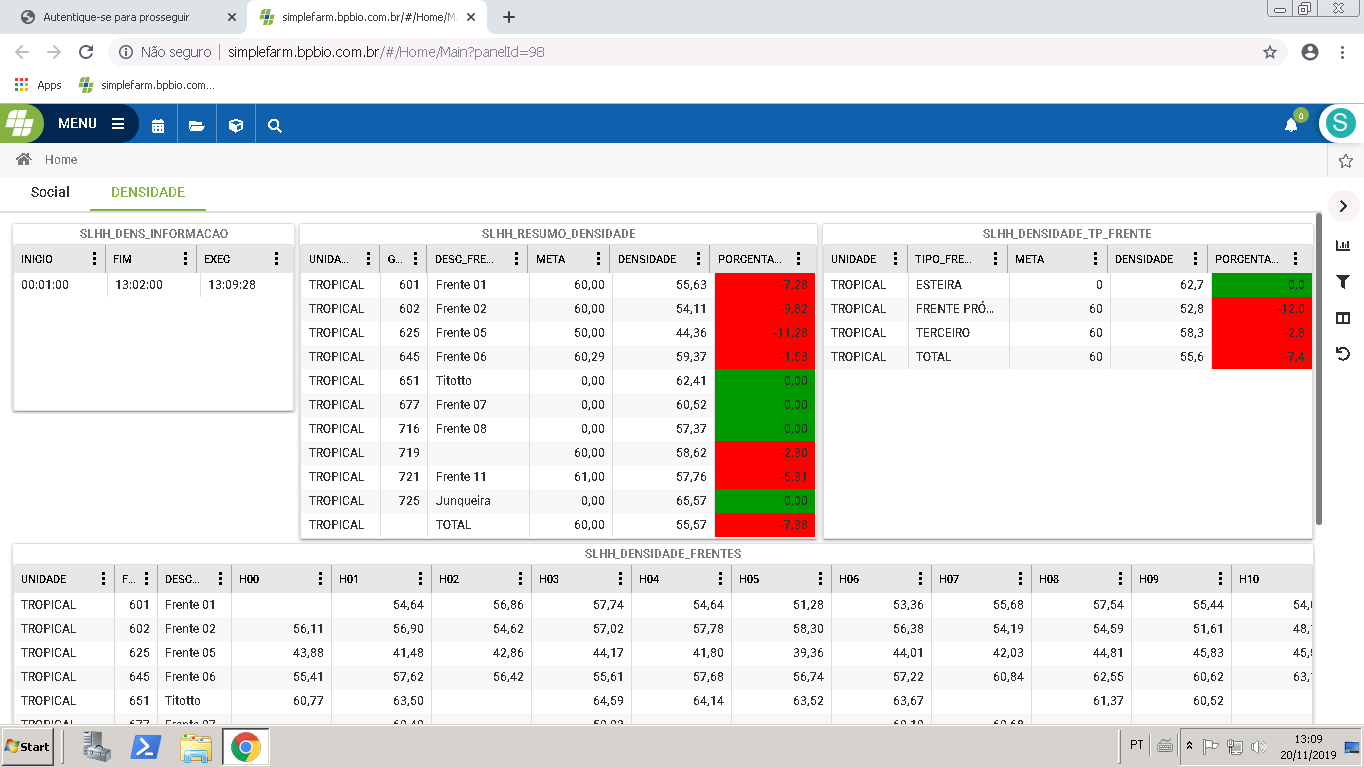 Autentique-se para prosseguir
simplefarm.bpbio.com.br/#/Home/M
Não seguro simplefarm.bpbio.com.br/#/Home/Main?panelId=98
Apps simplefarm.bpbio.com...
MENU 0 S
Home
Social DENSIDADE
SLHH_DENS_INFORMACAO
INICIO FIM EXEC
00:01:00 13:02:00 13:09:28
SLHH_RESUMO_DENSIDADE
UNIDA... G... DESC_FRE... META DENSIDADE PORCENTA...
TROPICAL 601 Frente 01 60,00 55,63 -7,28
TROPICAL 602 Frente 02 60,00 54,11 -9,82
TROPICAL 625 Frente 05 50,00 44,36 -11,28
TROPICAL 645 Frente 06 60,29 59,37 -1,53
TROPICAL 651 Titotto 0,00 62,41 0,00
TROPICAL 677 Frente 07 0,00 60,52 0,00
TROPICAL 716 Frente 08 0,00 57,37 0,00
TROPICAL 719 60,00 58,62 -2,30
TROPICAL 721 Frente 11 61,00 57,76 -5,31
TROPICAL 725 Junqueira 0,00 65,57 0,00
TROPICAL TOTAL 60,00 55,57 -7,38
SLHH_DENSIDADE_TP_FRENTE
UNIDADE TIPO_FRE... META DENSIDADE PORCENTA...
TROPICAL ESTEIRA 0 62,7 0,0
TROPICAL FRENTE PRÓ... 60 52,8 -12,0
TROPICAL TERCEIRO 60 58,3 -2,8
TROPICAL TOTAL 60 55,6 -7,4
SLHH_DENSIDADE_FRENTES
UNIDADE F... DESC... H00 H01 H02 H03 H04 H05 H06 H07 H08 H09 H10
TROPICAL 601 Frente 01 54,64 56,86 57,74 54,64 51,28 53,36 55,68 57,54 55,44 54,
TROPICAL 602 Frente 02 56,11 56,90 54,62 57,02 57,78 58,30 56,38 54,19 54,59 51,61 48,
TROPICAL 625 Frente 05 43,88 41,48 42,86 44,17 41,80 39,36 44,01 42,03 44,81 45,83 45,
TROPICAL 645 Frente 06 55,41 57,62 56,42 55,61 57,68 56,74 57,22 60,84 62,55 60,62 63,
TROPICAL 651 Titotto 60,77 63,50 64,59 64,14 63,52 63,67 61,37 60,52
TROPICAL 677 Frente 07
Start PT 13:09
20/11/2019